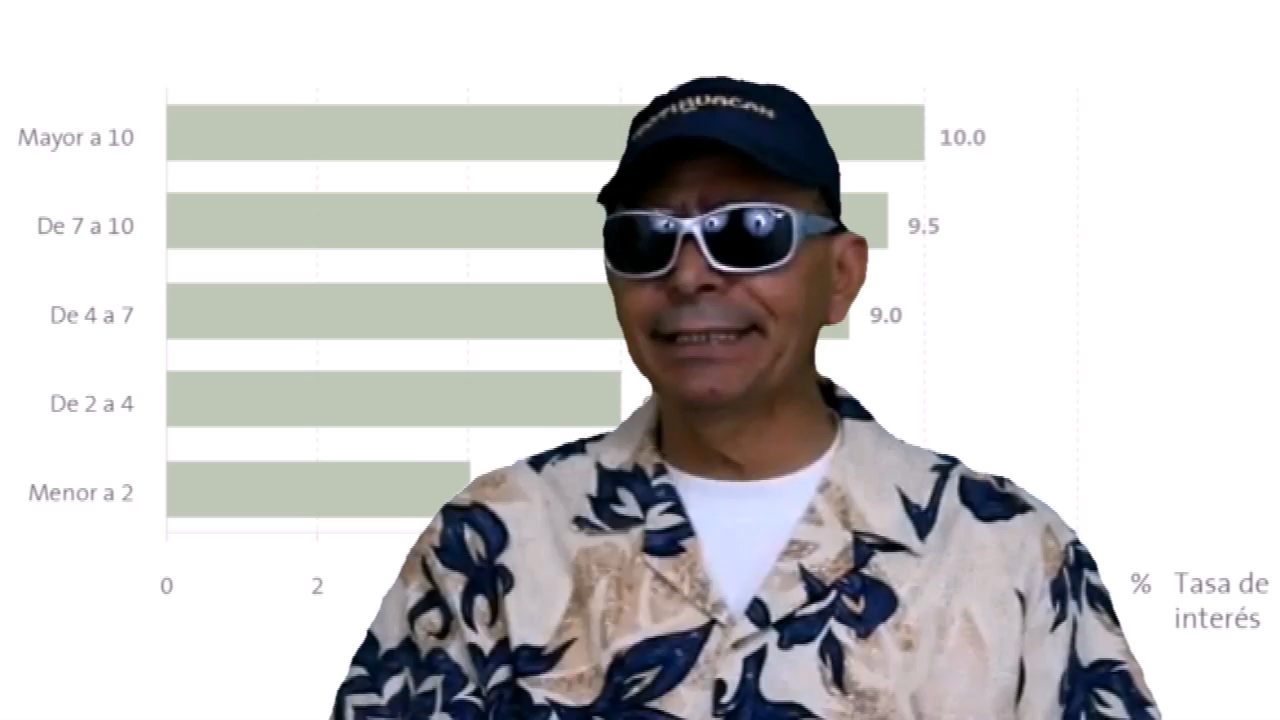 Mayor a 10
10.0
De 7 a 10
9.5
De 4 a 7
9.0
De 2 a 4
Menor a 2
0
2
% Tasa de
interés